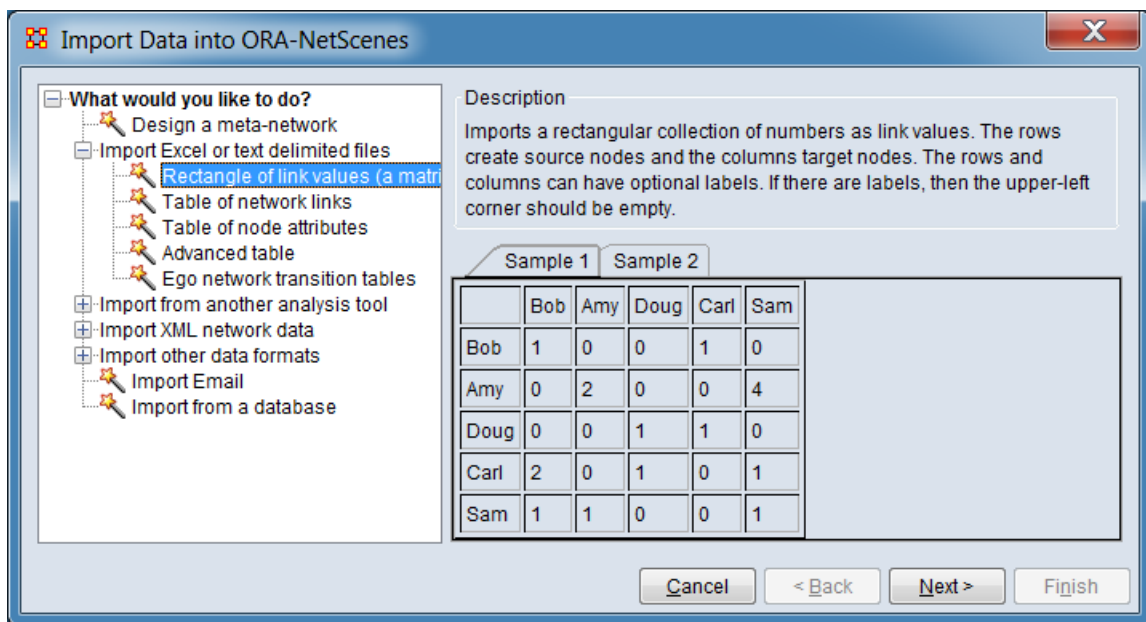 Import Data into ORA-NetScenes
X
What would you like to do?
Design a meta-network
Import Excel or text delimited files
Rectangle of link values (a matri
Table of network links
Table of node attributes
Advanced table
Ego network transition tables
Import from another analysis tool
Import XML network data
Import other data formats
Import Email
Import from a database
Description
Imports a rectangular collection of numbers as link values. The rows
create source nodes and the columns target nodes. The rows and
columns can have optional labels. If there are labels, then the upper-left
corner should be empty.
Sample 1 Sample 2
Bob Amy Doug Carl Sam
Bob 1 0 0 1 0
Amy 0 2 0 0 4
Doug 0 0 1 1 0
Carl 2 0 1 0 1
Sam 1 1 0 0 1
Cancel < Back Next > Finish